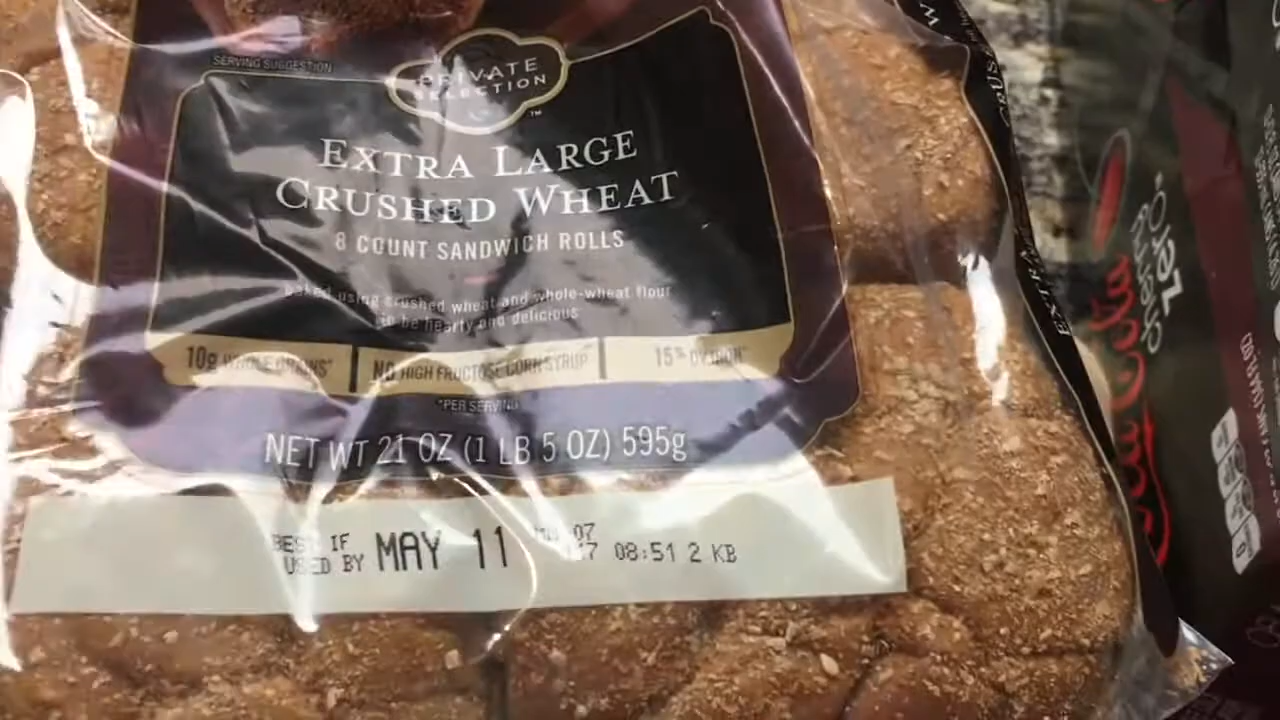 SERVING SUGGESTION
PRIVATE
SELECTION
™
EXTRA LARGE
CRUSHED WHEAT
8 COUNT SANDWICH ROLLS
baked using crushed wheat and whole-wheat flour
to be hearty and delicious
10g WHOLE GRAINS*
NO HIGH FRUCTOSE CORN SYRUP
15%
*PER SERVING
NET WT 21 OZ (1 LB 5 OZ) 595g
BEST IF
USED BY
MAY 11
07
08:51 2 KB